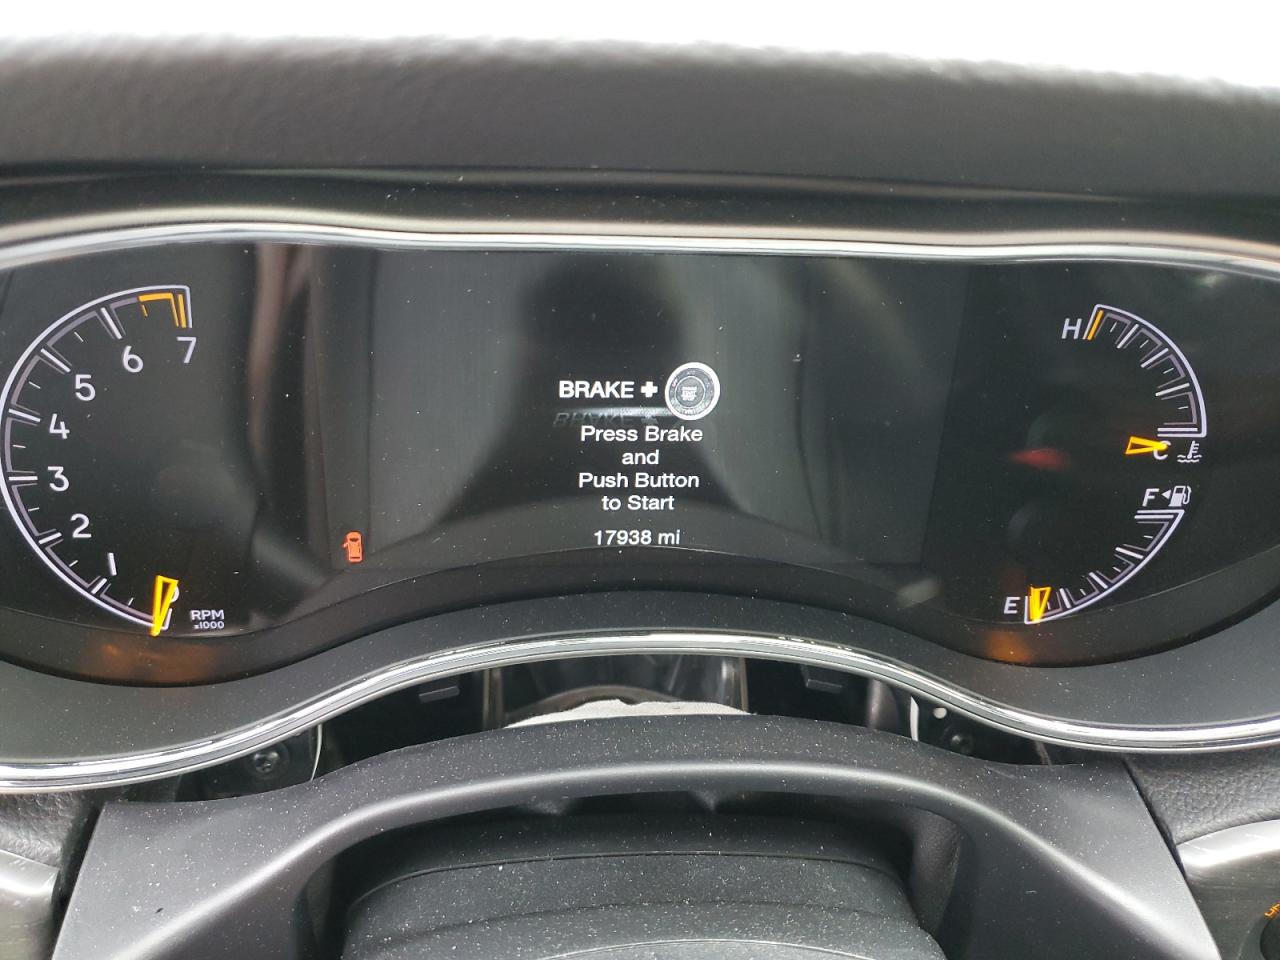 7
6
5
4
3
2
1
RPM
x1000
BRAKE +
Press Brake
and
Push Button
to Start
17938 mi
H
C
F
E